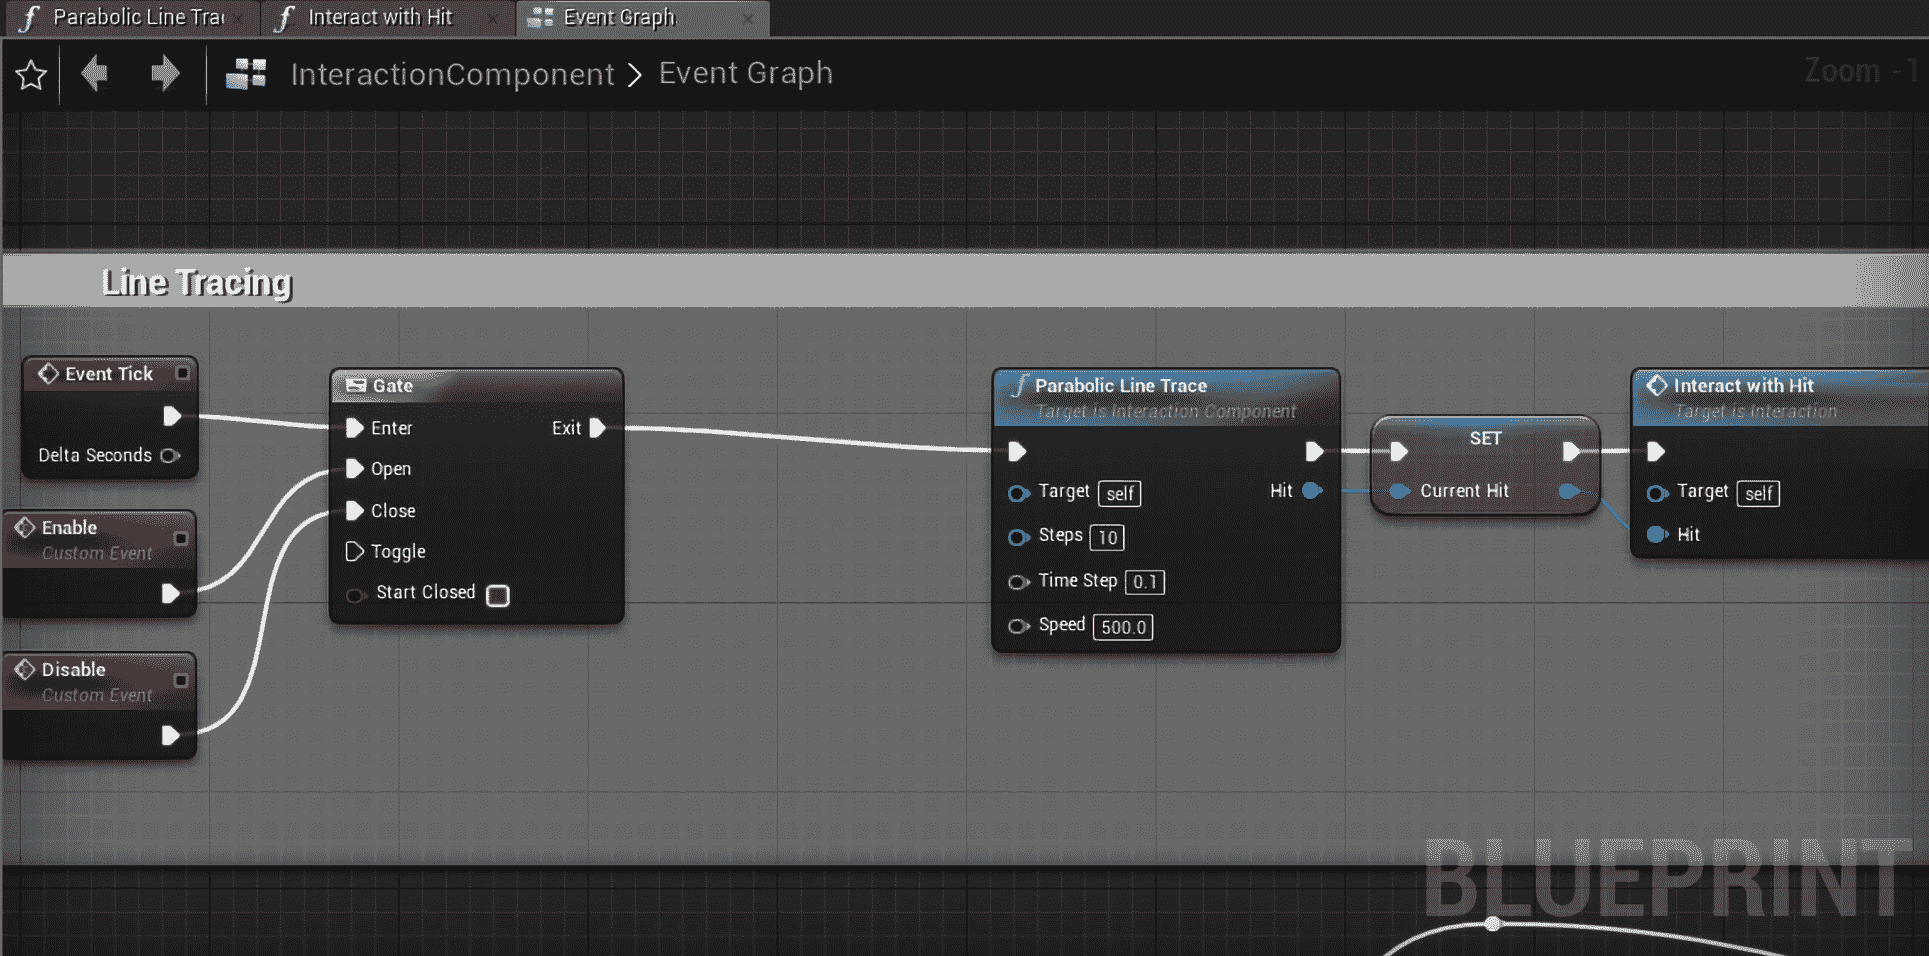 Parabolic Line Tra
Interact with Hit
Event Graph
InteractionComponent > Event Graph
Zoom -1
Line Tracing
Event Tick
Delta Seconds
Enable
Custom Event
Disable
Custom Event
Gate
Enter
Exit
Open
Close
Toggle
Start Closed
Parabolic Line Trace
Target is Interaction Component
Target self
Hit
Steps 10
Time Step 0.1
Speed 500.0
SET
Current Hit
Interact with Hit
Target is Interaction
Target self
Hit
BLUEPRINT